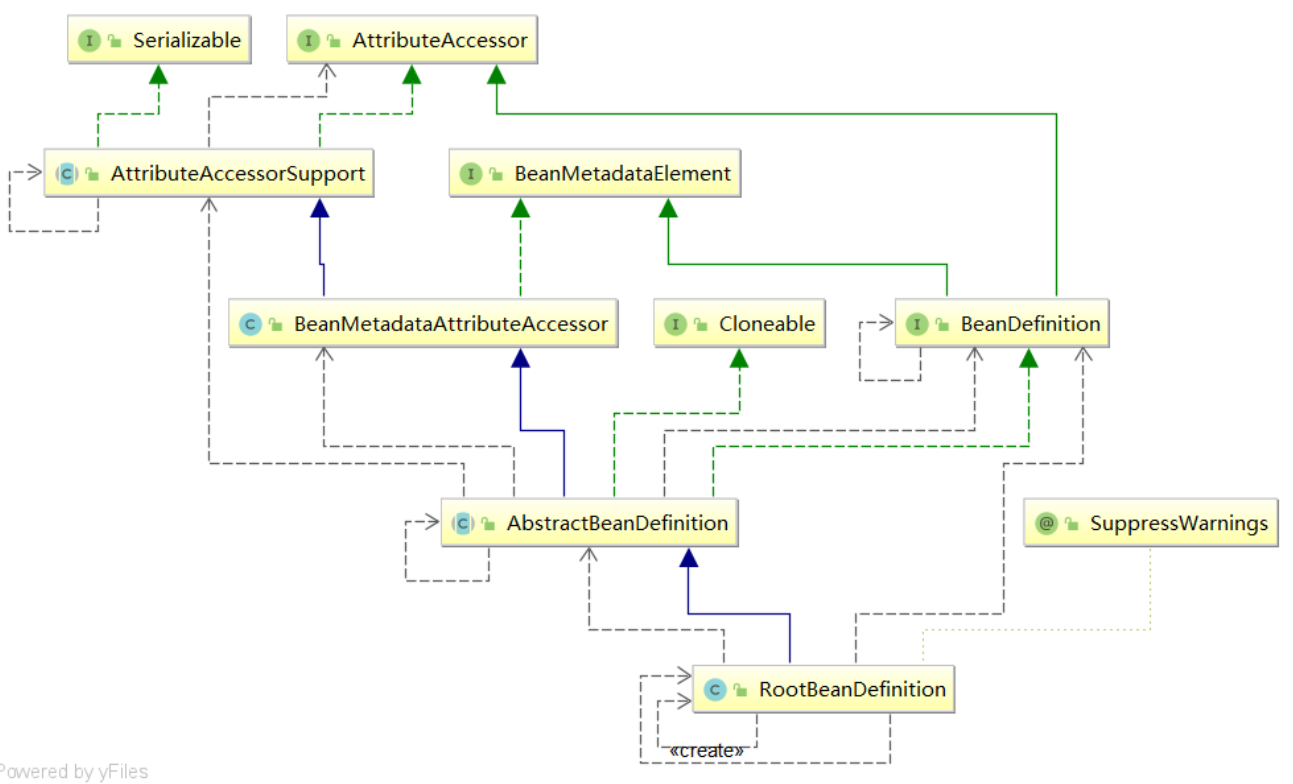 Serializable
AttributeAccessor
AttributeAccessorSupport
BeanMetadataElement
BeanMetadataAttributeAccessor
Cloneable
BeanDefinition
AbstractBeanDefinition
SuppressWarnings
RootBeanDefinition
«create»
Powered by yFiles